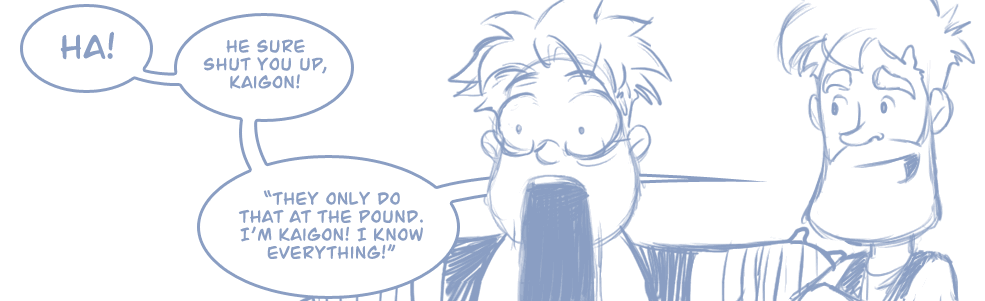 HA!
HE SURE
SHUT YOU UP,
KAIGON!
"THEY ONLY DO
THAT AT THE POUND.
I'M KAIGON! I KNOW
EVERYTHING!"